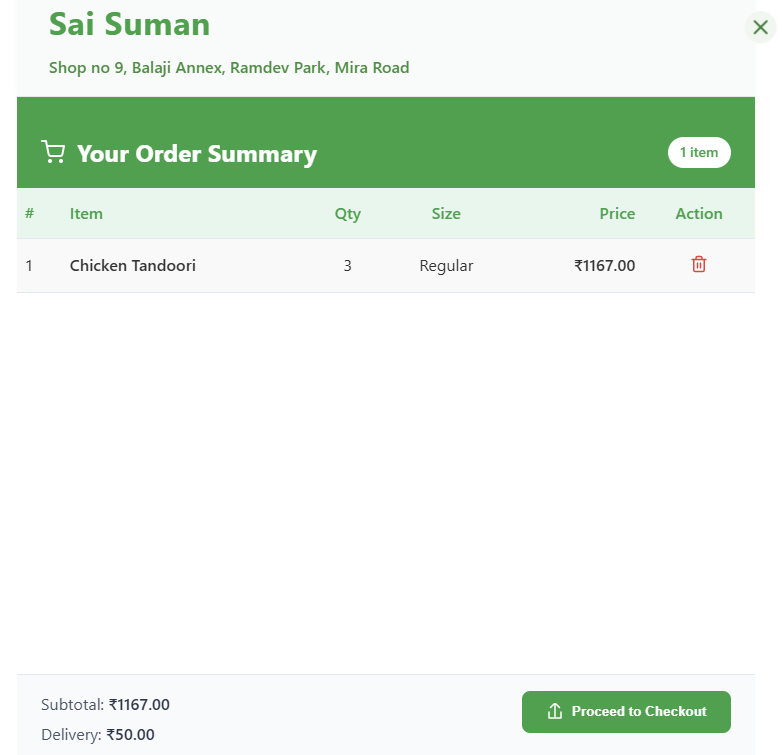 Sai Suman
Shop no 9, Balaji Annex, Ramdev Park, Mira Road
Your Order Summary 1 item
# Item Qty Size Price Action
1 Chicken Tandoori 3 Regular ₹1167.00
Subtotal: ₹1167.00
Proceed to Checkout
Delivery: ₹50.00